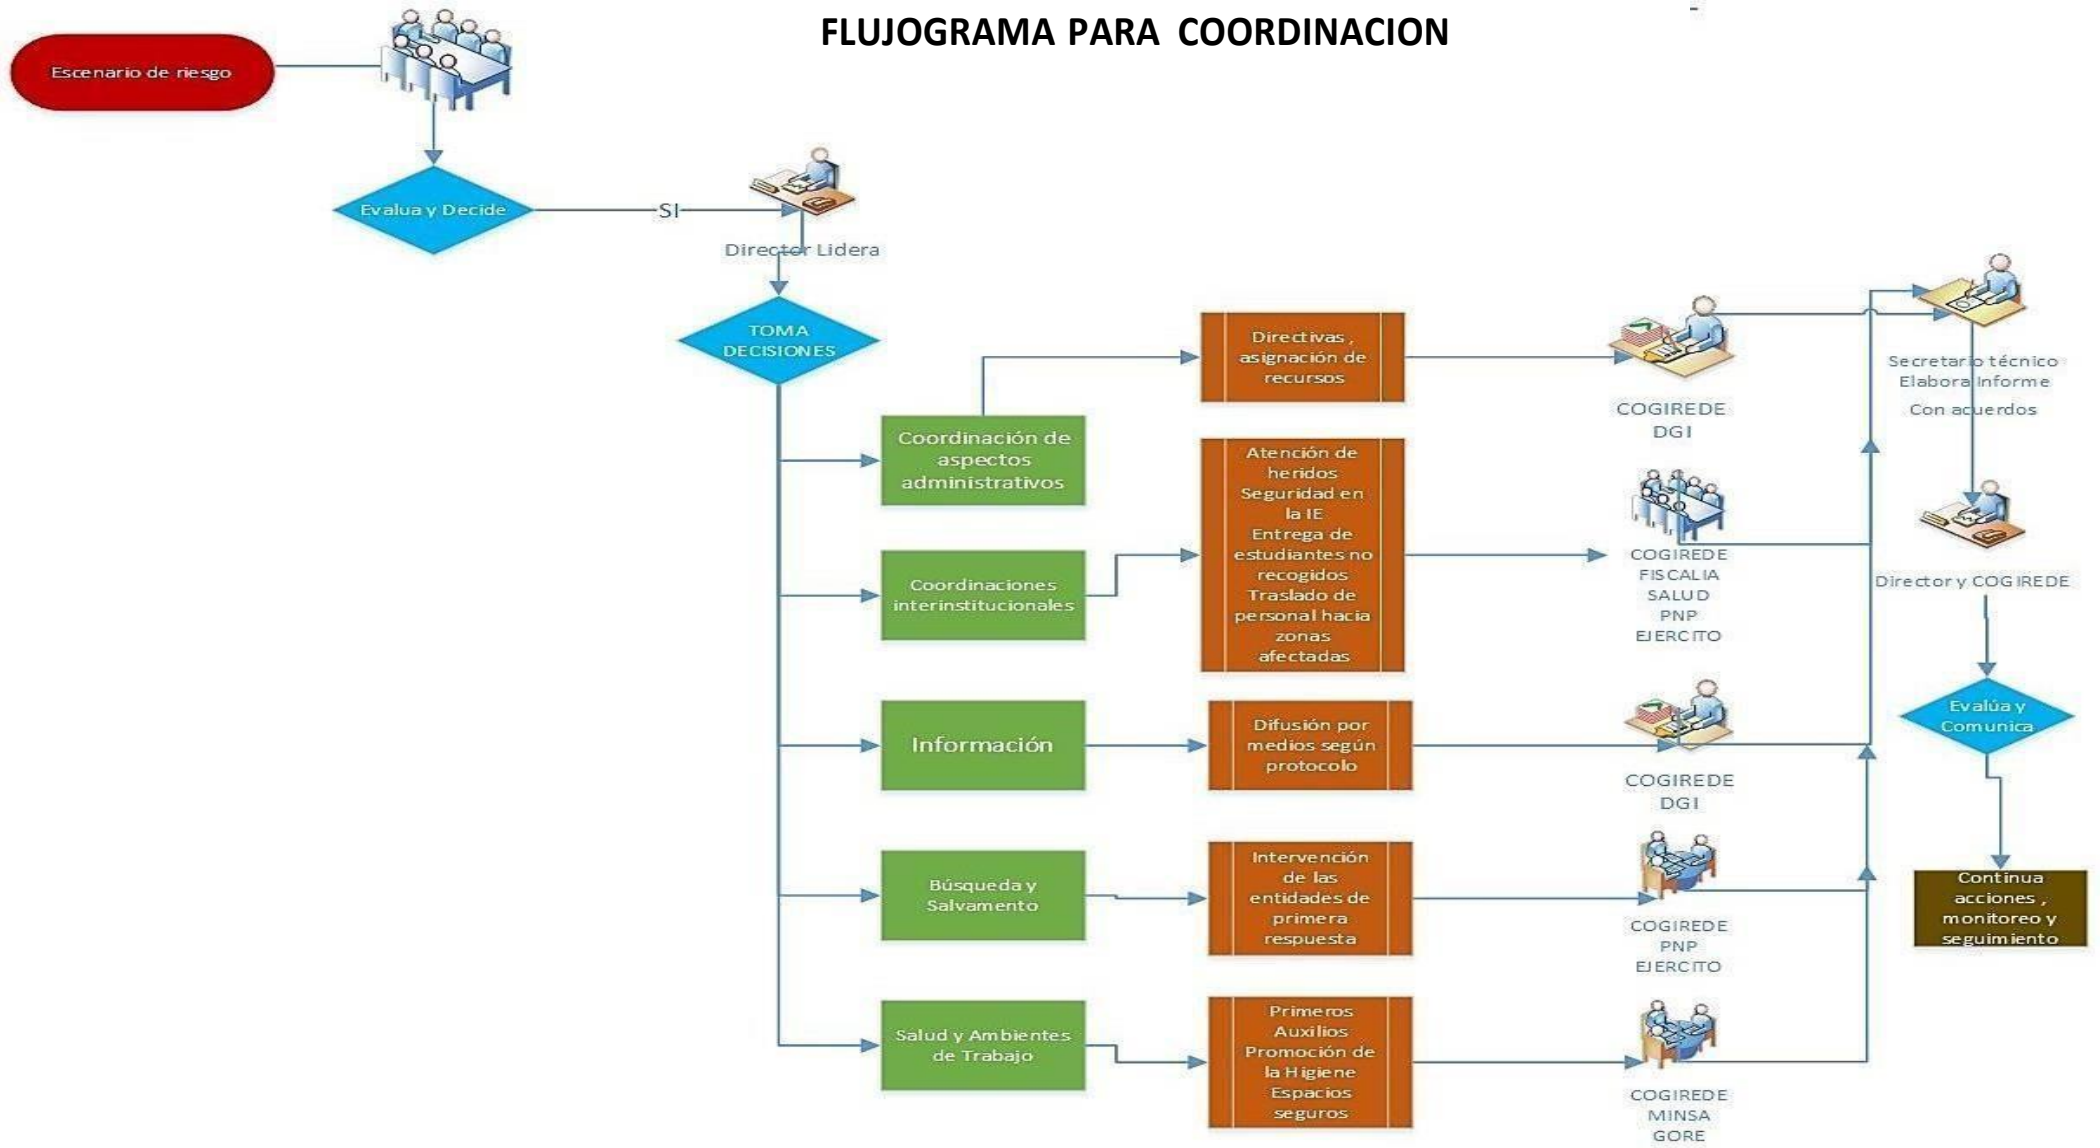 FLUJOGRAMA PARA COORDINACION
Escenario de riesgo
Evalua y Decide
SI
Director Lidera
TOMA
DECISIONES
Coordinación de
aspectos
administrativos
Directivas ,
asignación de
recursos
COGIREDE
DGI
Coordinaciones
interinstitucionales
Atención de
heridos
Seguridad en
la IE
Entrega de
estudiantes no
recogidos
Traslado de
personal hacia
zonas
afectadas
COGIREDE
FISCALIA
SALUD
PNP
EJERCITO
Información
Difusión por
medios según
protocolo
COGIREDE
DGI
Búsqueda y
Salvamento
Intervención
de las
entidades de
primera
respuesta
COGIREDE
PNP
EJERCITO
Salud y Ambientes
de Trabajo
Primeros
Auxilios
Promoción de
la Higiene
Espacios
seguros
COGIREDE
MINSA
GORE
Secretario técnico
Elabora Informe
Con acuerdos
Director y COGIREDE
Evalúa y
Comunica
Continua
acciones ,
monitoreo y
seguimiento